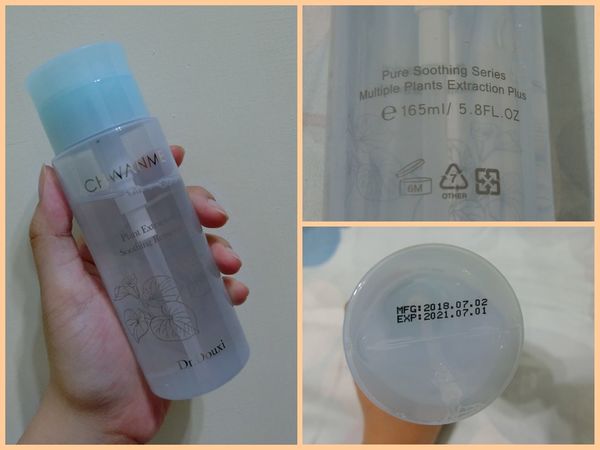 CHWAINME
Plant Extract
Soothing
Dr.Douxi
Pure Soothing Series
Multiple Plants Extraction Plus
e 165ml/ 5.8FL.OZ
6M
7
OTHER
MFG:2018.07.02
EXP:2021.07.01